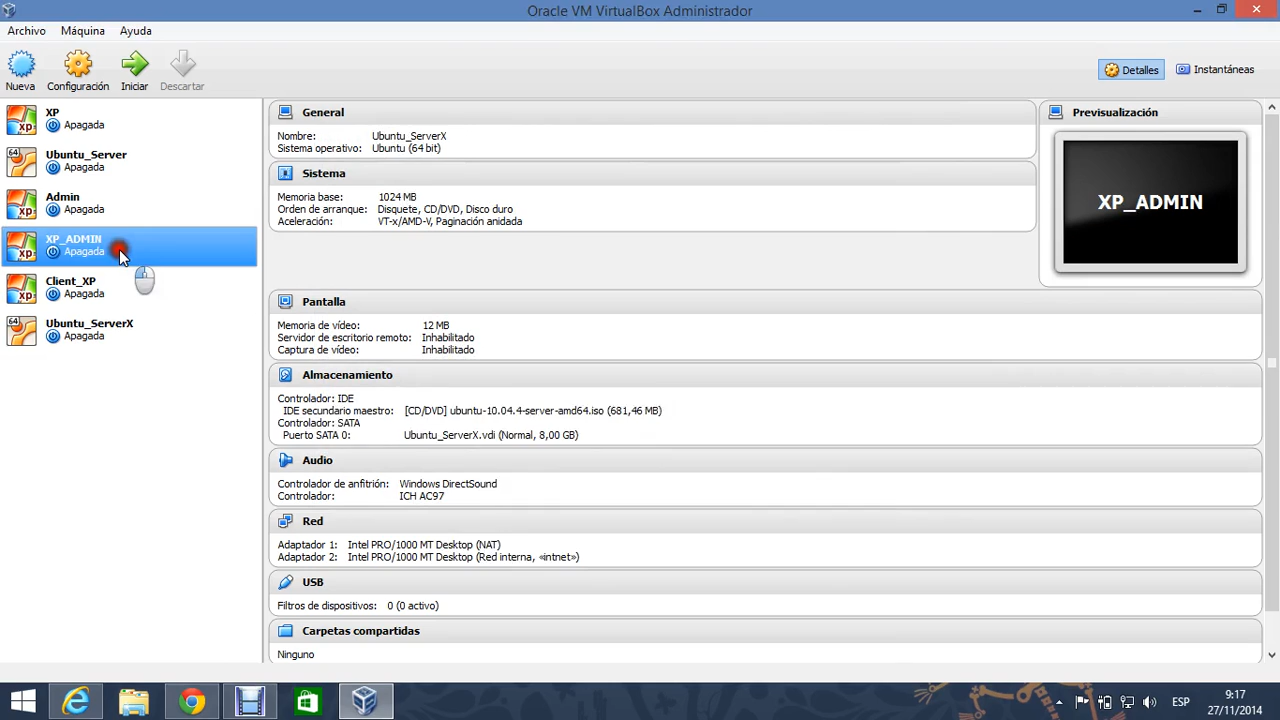 Oracle VM VirtualBox Administrador
Archivo Máquina Ayuda
Nueva Configuración Iniciar Descartar
Detalles Instantáneas
XP
Apagada
64
Ubuntu_Server
Apagada
Admin
Apagada
XP_ADMIN
Apagada
Client_XP
Apagada
64
Ubuntu_ServerX
Apagada
General
Nombre: Ubuntu_ServerX
Sistema operativo: Ubuntu (64 bit)
Sistema
Memoria base: 1024 MB
Orden de arranque: Disquete, CD/DVD, Disco duro
Aceleración: VT-x/AMD-V, Paginación anidada
Previsualización
XP_ADMIN
Pantalla
Memoria de vídeo: 12 MB
Servidor de escritorio remoto: Inhabilitado
Captura de vídeo: Inhabilitado
Almacenamiento
Controlador: IDE
IDE secundario maestro: [CD/DVD] ubuntu-10.04.4-server-amd64.iso (681,46 MB)
Controlador: SATA
Puerto SATA 0: Ubuntu_ServerX.vdi (Normal, 8,00 GB)
Audio
Controlador de anfitrión: Windows DirectSound
Controlador: ICH AC97
Red
Adaptador 1: Intel PRO/1000 MT Desktop (NAT)
Adaptador 2: Intel PRO/1000 MT Desktop (Red interna, «intnet»)
USB
Filtros de dispositivos: 0 (0 activo)
Carpetas compartidas
Ninguno
ESP
9:17
27/11/2014